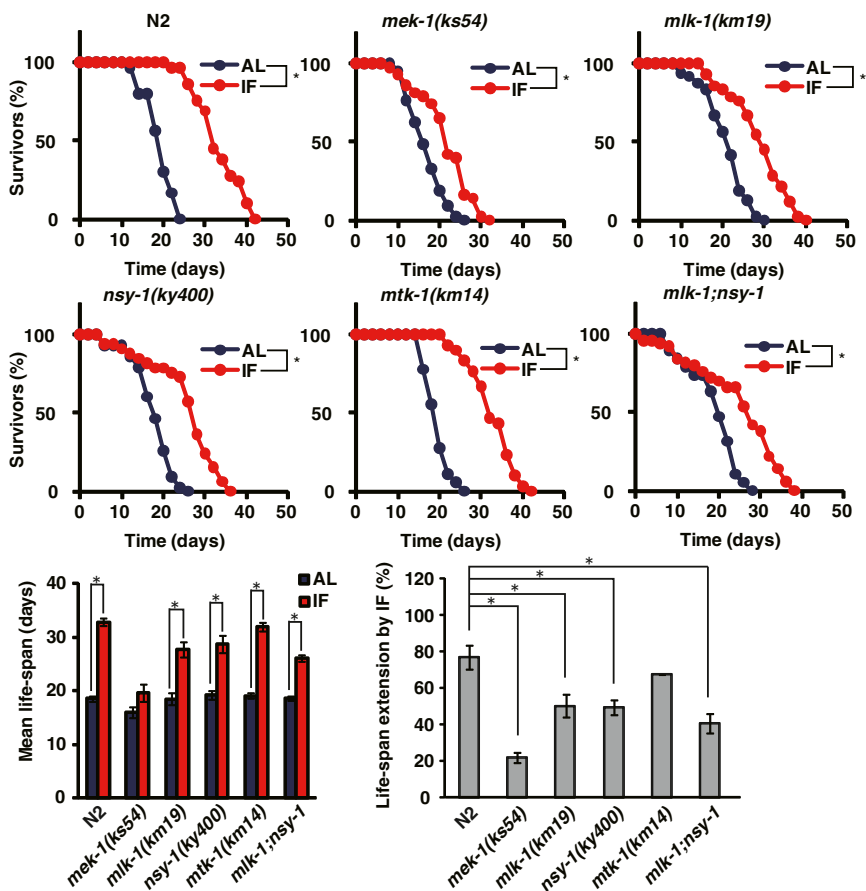 N2
Survivors (%)
100
50
0
AL
IF
*
0 10 20 30 40 50
Time (days)
mek-1(ks54)
100
50
0
AL
IF
*
0 10 20 30 40 50
Time (days)
mlk-1(km19)
100
50
0
AL
IF
*
0 10 20 30 40 50
Time (days)
nsy-1(ky400)
Survivors (%)
100
50
0
AL
IF
*
0 10 20 30 40 50
Time (days)
mtk-1(km14)
100
50
0
AL
IF
*
0 10 20 30 40 50
Time (days)
mlk-1;nsy-1
100
50
0
AL
IF
*
0 10 20 30 40 50
Time (days)
Mean life-span (days)
40
30
20
10
0
AL
IF
* * * * *
N2
mek-1(ks54)
mlk-1(km19)
nsy-1(ky400)
mtk-1(km14)
mlk-1;nsy-1
Life-span extension by IF (%)
120
100
80
60
40
20
0
*
*
*
*
N2
mek-1(ks54)
mlk-1(km19)
nsy-1(ky400)
mtk-1(km14)
mlk-1;nsy-1